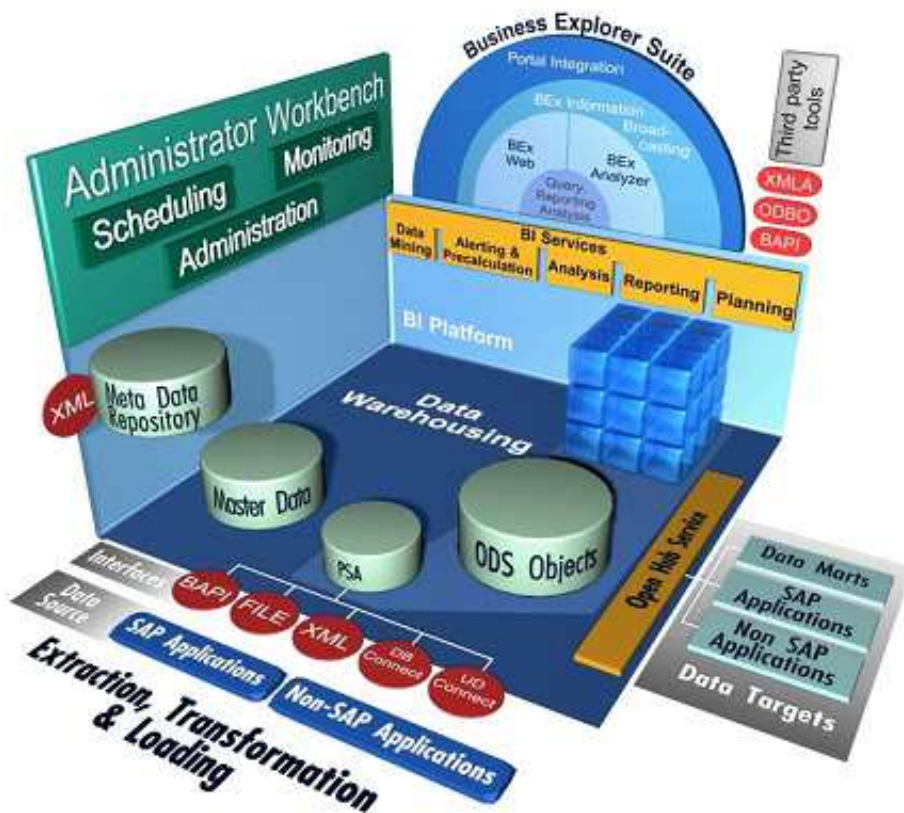 Business Explorer Suite
Portal Integration
BEx Information
Broad-
casting
BEx
Web
BEx
Analyzer
Query
Reporting
Analysis
Third party
tools
XMLA
ODBO
BAPI
Administrator Workbench
Scheduling
Monitoring
Administration
BI Services
Data
Mining
Alerting &
Precalculation
Analysis
Reporting
Planning
BI Platform
Data
Warehousing
XML
Meta Data
Repository
Master Data
PSA
ODS Objects
Open Hub Service
Data Marts
SAP
Applications
Non SAP
Applications
Data Targets
Interfaces
BAPI
FILE
XML
DB
Connect
UD
Connect
Data
Source
SAP Applications
Non-SAP Applications
Extraction, Transformation
& Loading